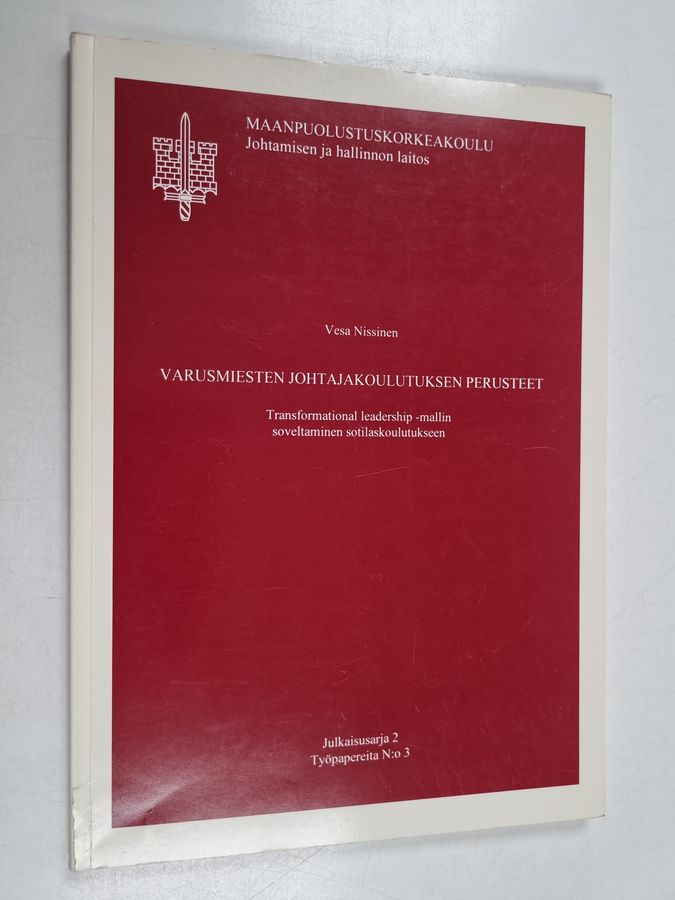 MAANPUOLUSTUSKORKEAKOULU
Johtamisen ja hallinnon laitos
Vesa Nissinen
VARUSMIESTEN JOHTAJAKOULUTUKSEN PERUSTEET
Transformational leadership -mallin
soveltaminen sotilaskoulutukseen
Julkaisusarja 2
Työpapereita N:o 3